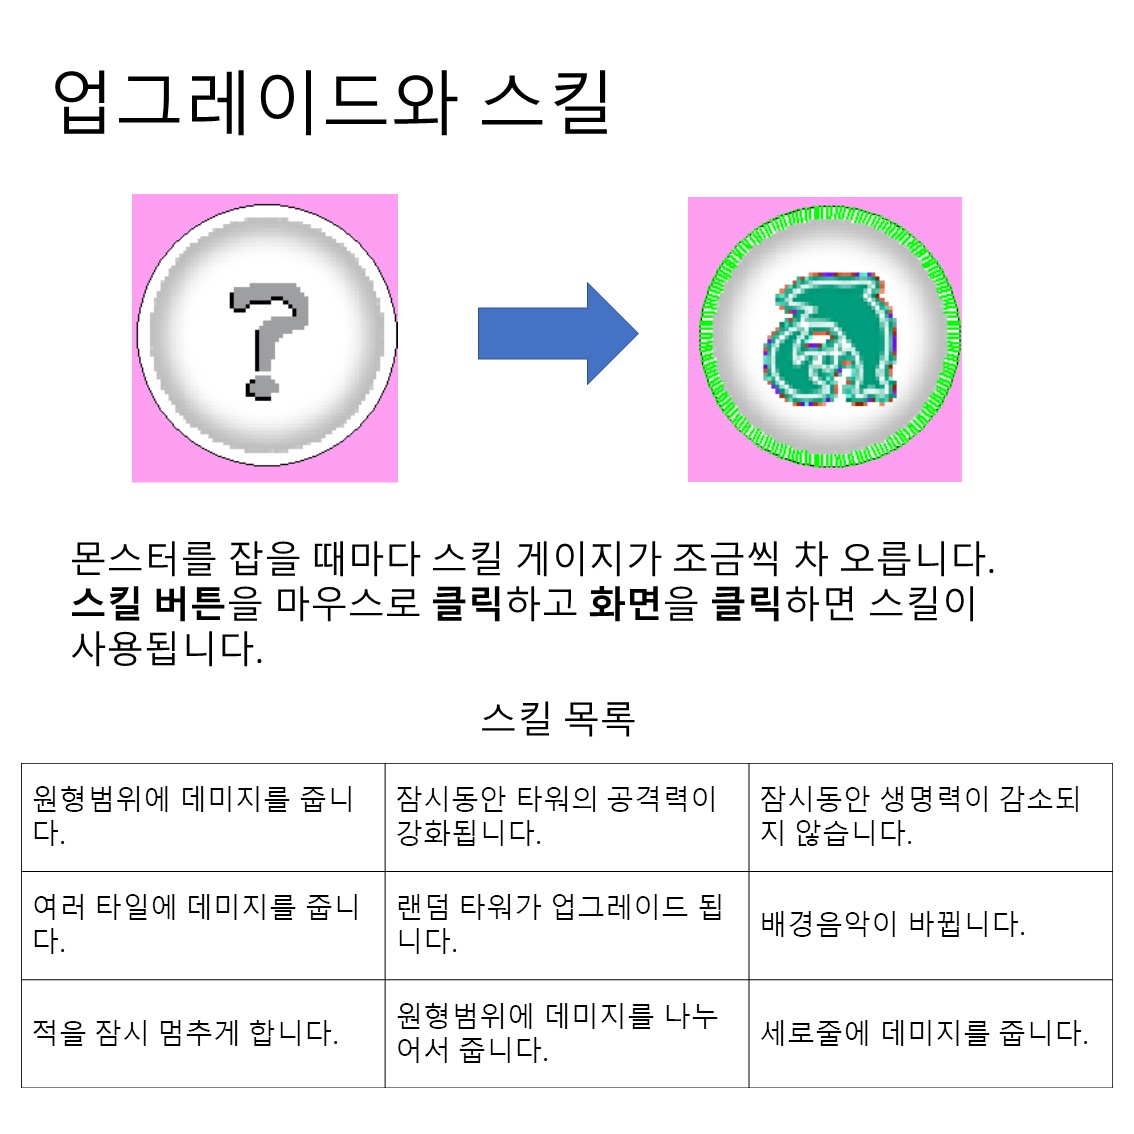 업그레이드와 스킬
?
몬스터를 잡을 때마다 스킬 게이지가 조금씩 차 오릅니다.
스킬 버튼을 마우스로 클릭하고 화면을 클릭하면 스킬이
사용됩니다.
스킬 목록
원형범위에 데미지를 줍니
다.
잠시동안 타워의 공격력이
강화됩니다.
잠시동안 생명력이 감소되
지 않습니다.
여러 타일에 데미지를 줍니
다.
랜덤 타워가 업그레이드 됩
니다.
배경음악이 바뀝니다.
적을 잠시 멈추게 합니다.
원형범위에 데미지를 나누
어서 줍니다.
세로줄에 데미지를 줍니다.